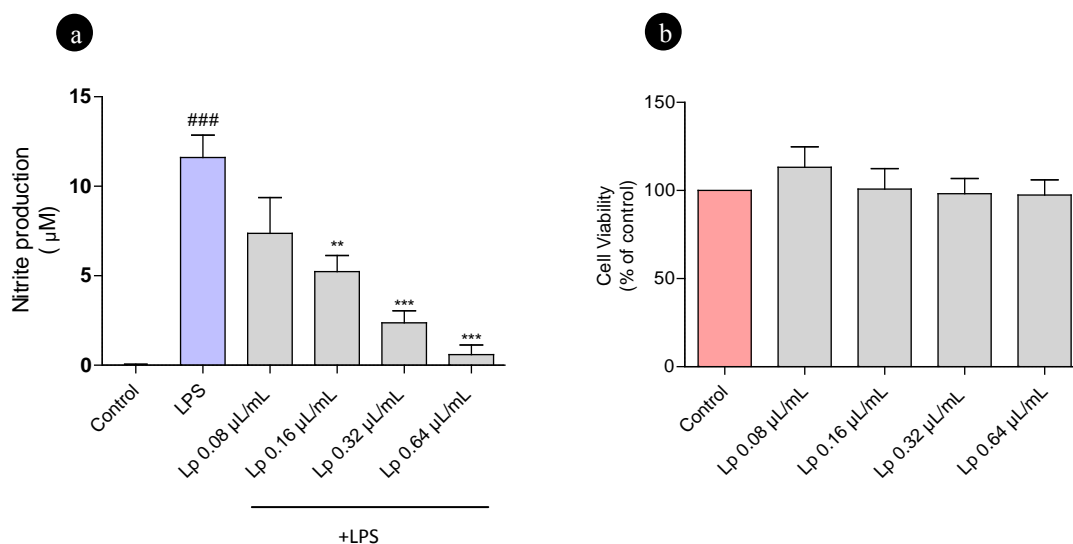 a
15
10
5
0
Nitrite production
( µM)
###
**
***
***
Control
LPS
Lp 0.08 µL/mL
Lp 0.16 µL/mL
Lp 0.32 µL/mL
Lp 0.64 µL/mL
+LPS
b
150
100
50
0
Cell Viability
(% of control)
Control
Lp 0.08 µL/mL
Lp 0.16 µL/mL
Lp 0.32 µL/mL
Lp 0.64 µL/mL